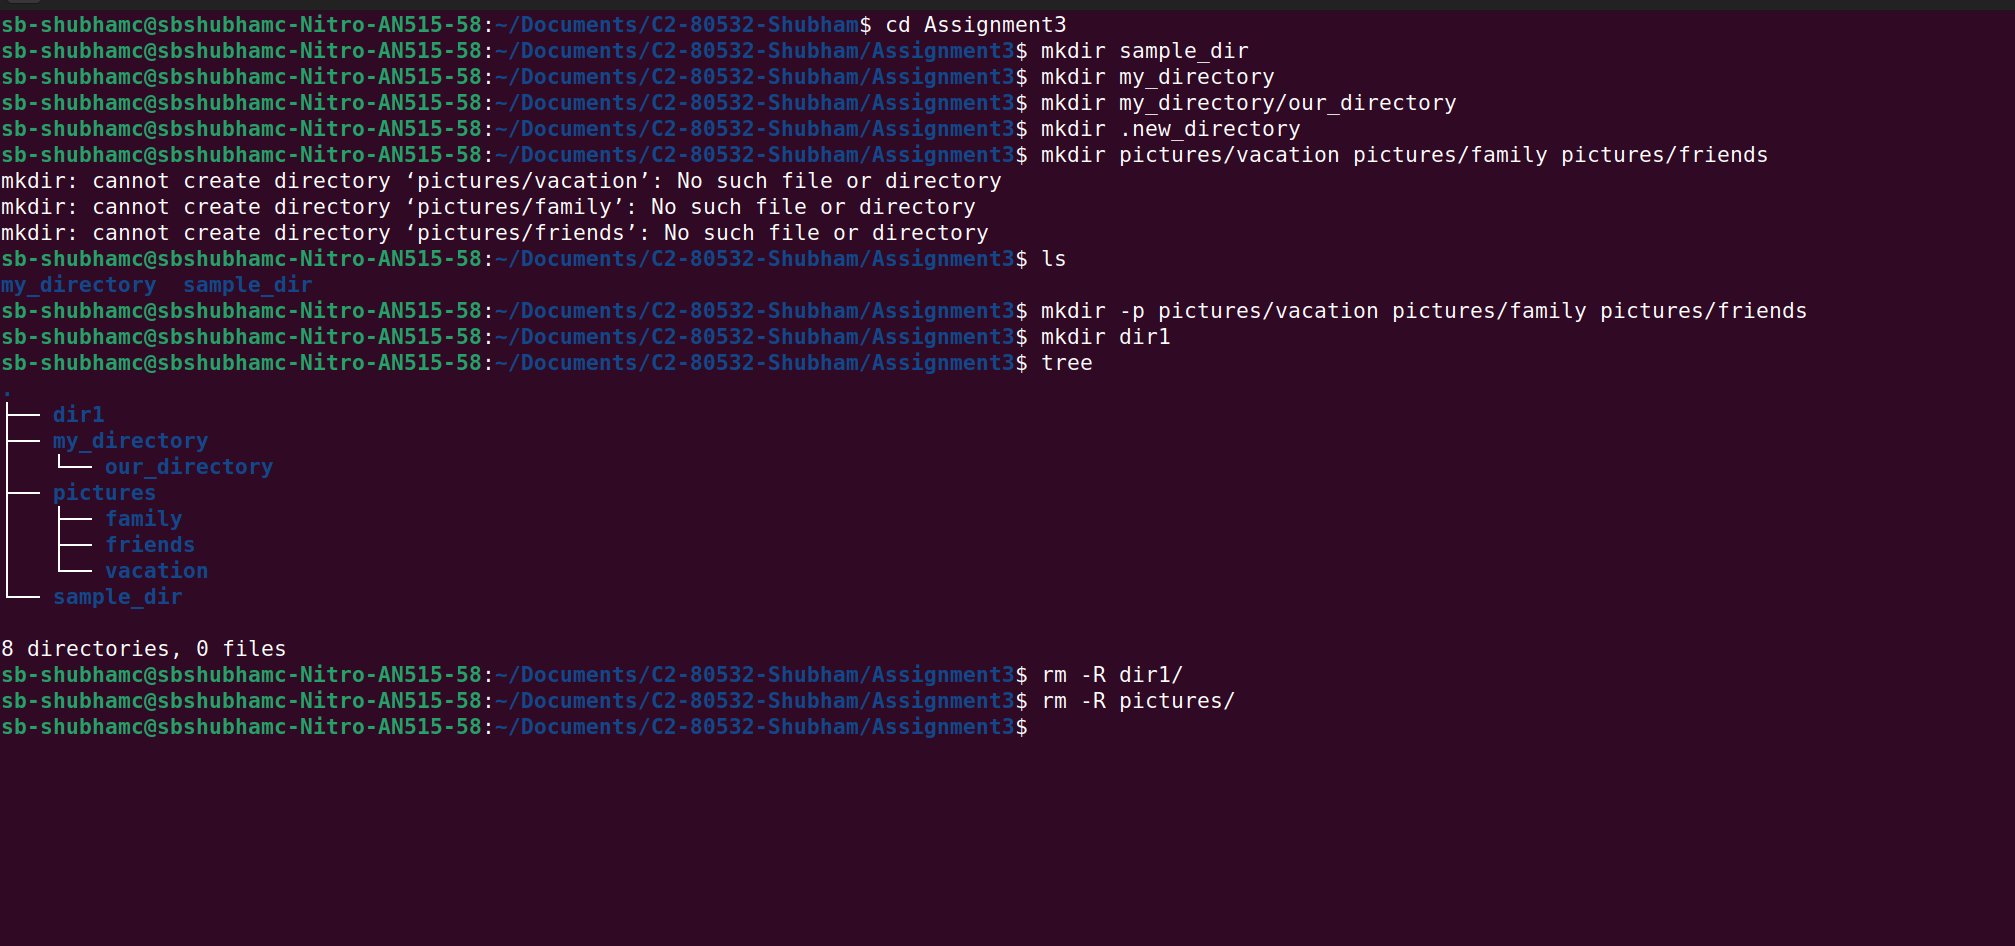 sb-shubhamc@sbshubhamc-Nitro-AN515-58:~/Documents/C2-80532-Shubham$ cd Assignment3
sb-shubhamc@sbshubhamc-Nitro-AN515-58:~/Documents/C2-80532-Shubham/Assignment3$ mkdir sample_dir
sb-shubhamc@sbshubhamc-Nitro-AN515-58:~/Documents/C2-80532-Shubham/Assignment3$ mkdir my_directory
sb-shubhamc@sbshubhamc-Nitro-AN515-58:~/Documents/C2-80532-Shubham/Assignment3$ mkdir my_directory/our_directory
sb-shubhamc@sbshubhamc-Nitro-AN515-58:~/Documents/C2-80532-Shubham/Assignment3$ mkdir .new_directory
sb-shubhamc@sbshubhamc-Nitro-AN515-58:~/Documents/C2-80532-Shubham/Assignment3$ mkdir pictures/vacation pictures/family pictures/friends
mkdir: cannot create directory ‘pictures/vacation’: No such file or directory
mkdir: cannot create directory ‘pictures/family’: No such file or directory
mkdir: cannot create directory ‘pictures/friends’: No such file or directory
sb-shubhamc@sbshubhamc-Nitro-AN515-58:~/Documents/C2-80532-Shubham/Assignment3$ ls
my_directory  sample_dir
sb-shubhamc@sbshubhamc-Nitro-AN515-58:~/Documents/C2-80532-Shubham/Assignment3$ mkdir -p pictures/vacation pictures/family pictures/friends
sb-shubhamc@sbshubhamc-Nitro-AN515-58:~/Documents/C2-80532-Shubham/Assignment3$ mkdir dir1
sb-shubhamc@sbshubhamc-Nitro-AN515-58:~/Documents/C2-80532-Shubham/Assignment3$ tree
.
├── dir1
├── my_directory
│   └── our_directory
├── pictures
│   ├── family
│   ├── friends
│   └── vacation
└── sample_dir
8 directories, 0 files
sb-shubhamc@sbshubhamc-Nitro-AN515-58:~/Documents/C2-80532-Shubham/Assignment3$ rm -R dir1/
sb-shubhamc@sbshubhamc-Nitro-AN515-58:~/Documents/C2-80532-Shubham/Assignment3$ rm -R pictures/
sb-shubhamc@sbshubhamc-Nitro-AN515-58:~/Documents/C2-80532-Shubham/Assignment3$